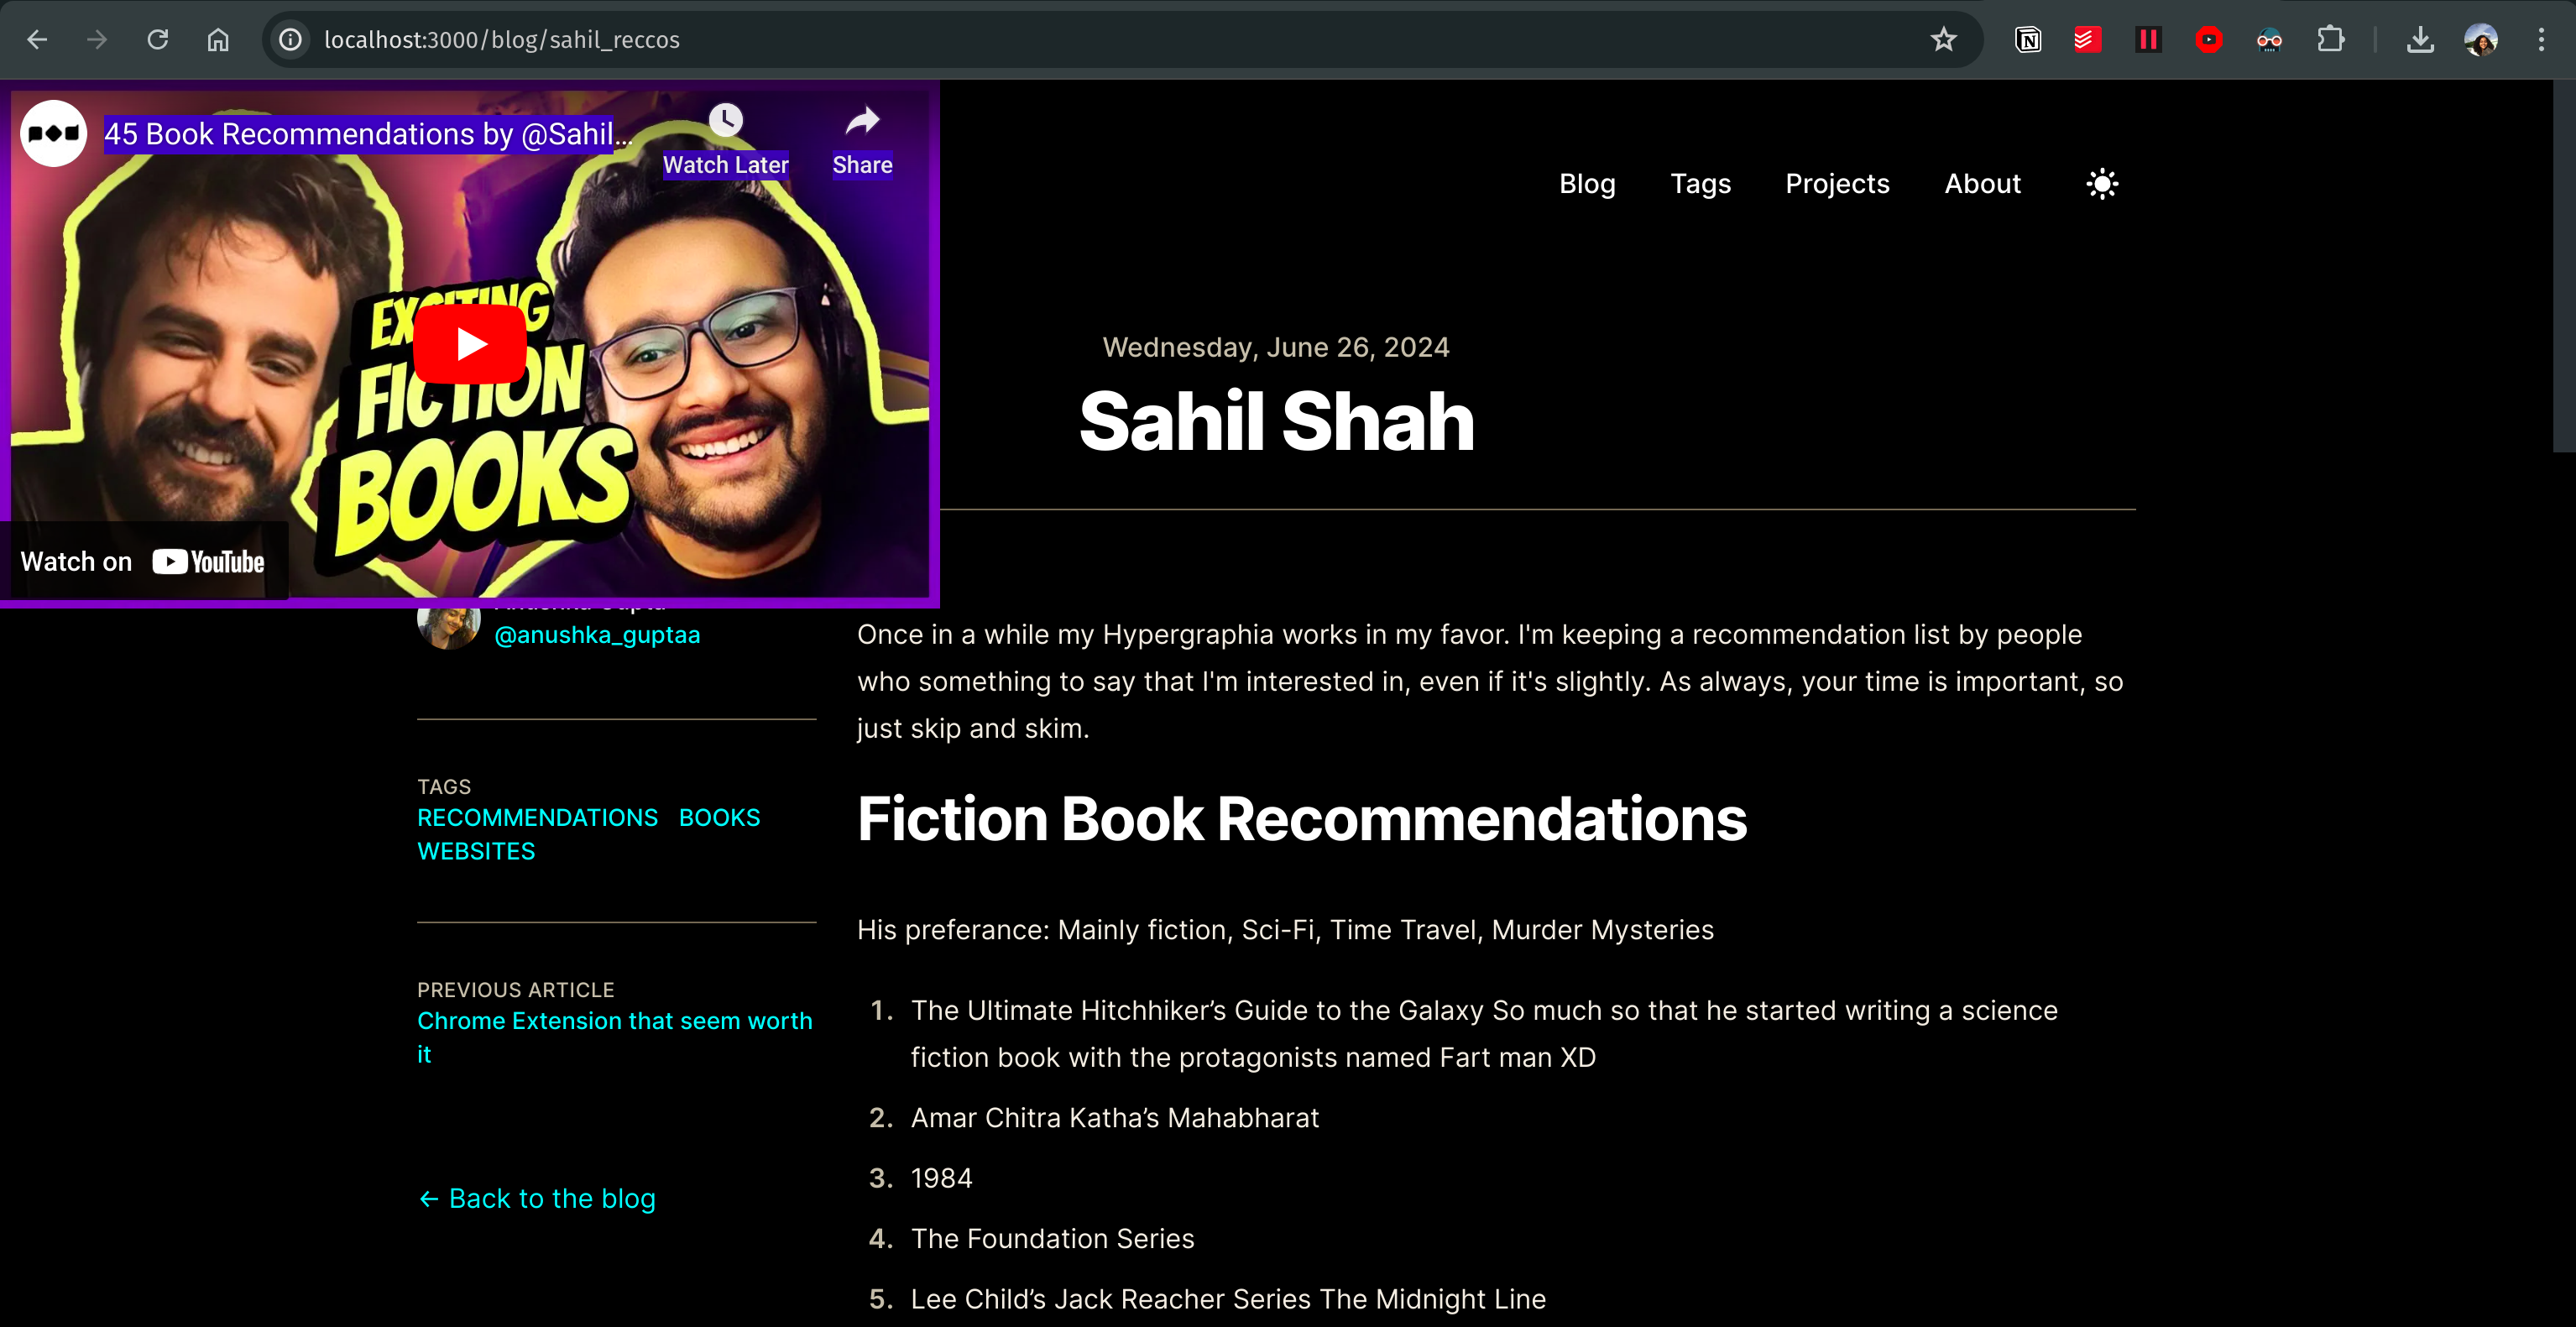 localhost:3000/blog/sahil_reccos
45 Book Recommendations by @Sahil...
Watch Later
Share
EXCITING
FICTION
BOOKS
Watch on YouTube
Blog
Tags
Projects
About
Wednesday, June 26, 2024
Sahil Shah
@anushka_guptaa
TAGS
RECOMMENDATIONS BOOKS
WEBSITES
PREVIOUS ARTICLE
Chrome Extension that seem worth
it
← Back to the blog
Once in a while my Hypergraphia works in my favor. I'm keeping a recommendation list by people
who something to say that I'm interested in, even if it's slightly. As always, your time is important, so
just skip and skim.
Fiction Book Recommendations
His preferance: Mainly fiction, Sci-Fi, Time Travel, Murder Mysteries
1. The Ultimate Hitchhiker’s Guide to the Galaxy So much so that he started writing a science
fiction book with the protagonists named Fart man XD
2. Amar Chitra Katha’s Mahabharat
3. 1984
4. The Foundation Series
5. Lee Child’s Jack Reacher Series The Midnight Line